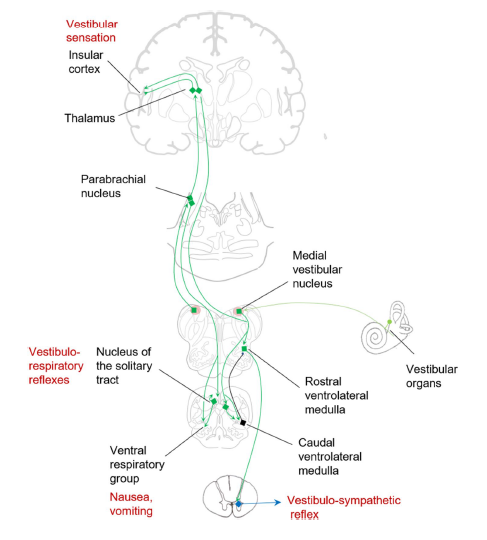 Vestibular
sensation
Insular
cortex
Thalamus
Parabrachial
nucleus
Medial
vestibular
nucleus
Vestibulo-
respiratory
reflexes
Nucleus of
the solitary
tract
Vestibular
organs
Rostral
ventrolateral
medulla
Ventral
respiratory
group
Caudal
ventrolateral
medulla
Nausea,
vomiting
Vestibulo-sympathetic
reflex